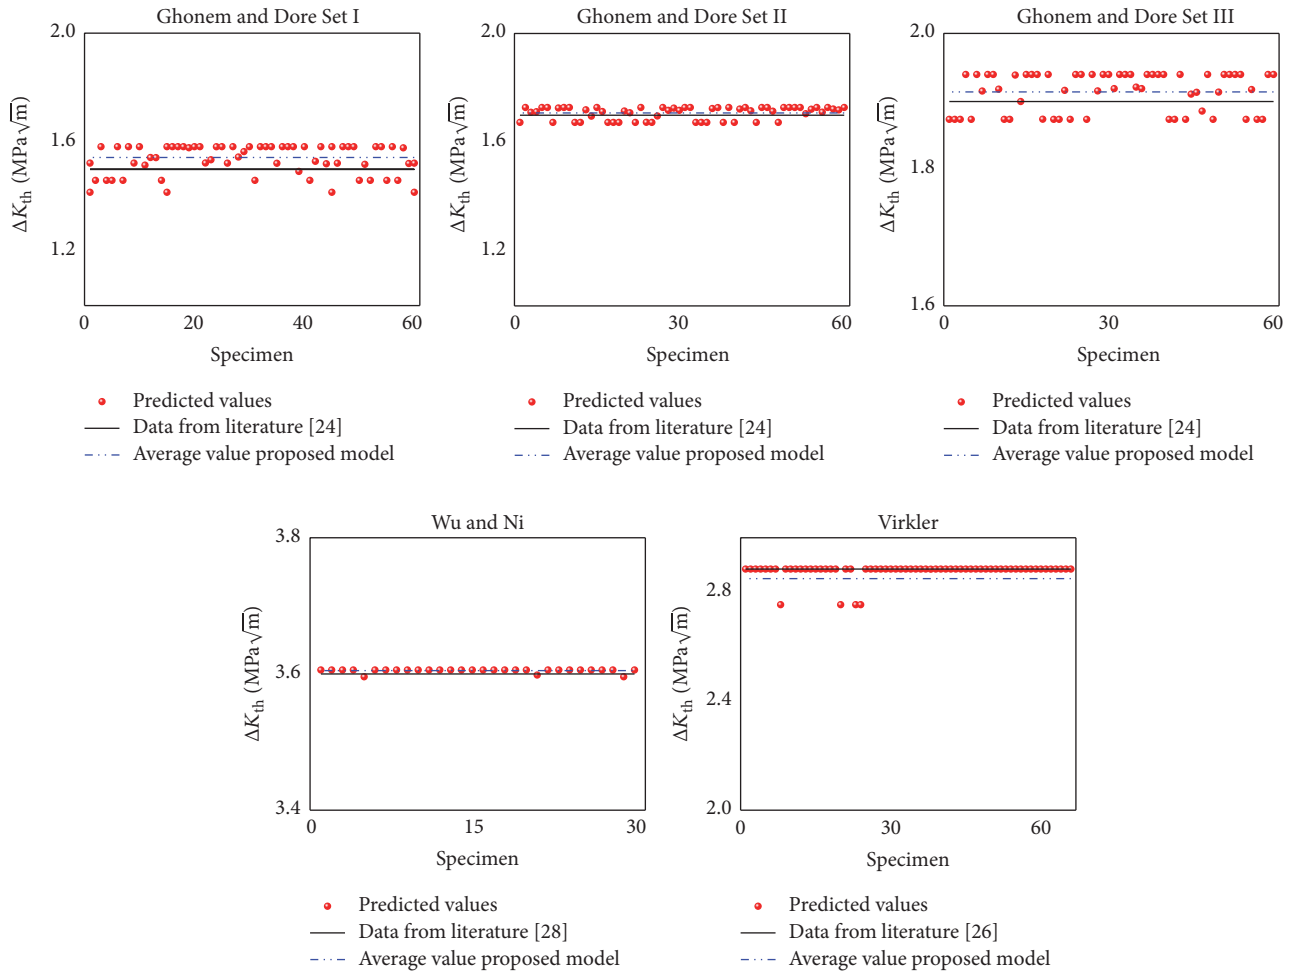 Ghonem and Dore Set I
2.0
1.6
1.2
ΔK_th (MPa√m)
0
20
40
60
Specimen
Predicted values
Data from literature [24]
Average value proposed model
Ghonem and Dore Set II
2.0
1.6
1.2
ΔK_th (MPa√m)
0
30
60
Specimen
Predicted values
Data from literature [24]
Average value proposed model
Ghonem and Dore Set III
2.0
1.8
1.6
ΔK_th (MPa√m)
0
30
60
Specimen
Predicted values
Data from literature [24]
Average value proposed model
Wu and Ni
3.8
3.6
3.4
ΔK_th (MPa√m)
0
15
30
Specimen
Predicted values
Data from literature [28]
Average value proposed model
Virkler
2.8
2.4
2.0
ΔK_th (MPa√m)
0
30
60
Specimen
Predicted values
Data from literature [26]
Average value proposed model